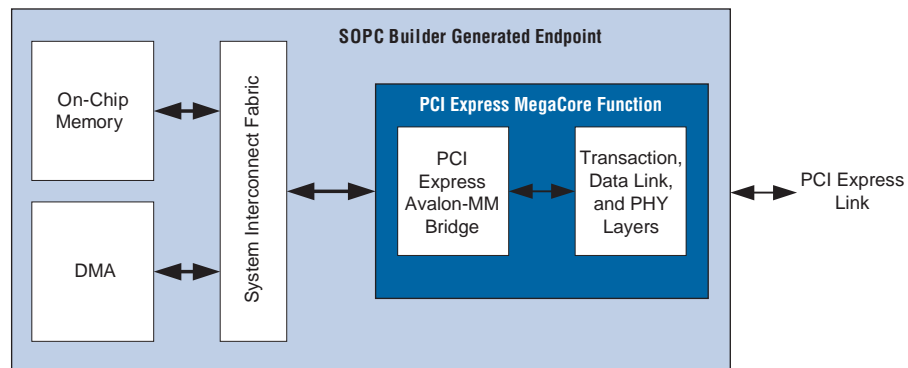 SOPC Builder Generated Endpoint
On-Chip
Memory
DMA
System Interconnect Fabric
PCI Express MegaCore Function
PCI
Express
Avalon-MM
Bridge
Transaction,
Data Link,
and PHY
Layers
PCI Express
Link